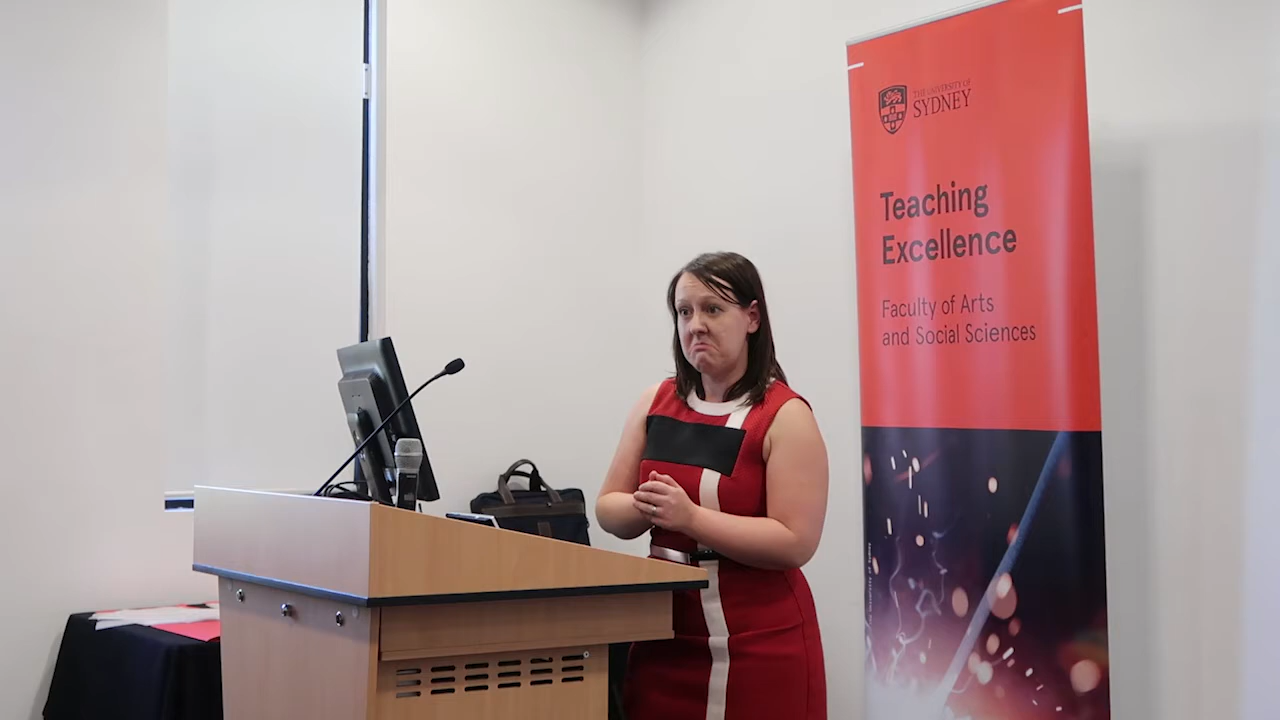 THE UNIVERSITY OF
SYDNEY
Teaching
Excellence
Faculty of Arts
and Social Sciences